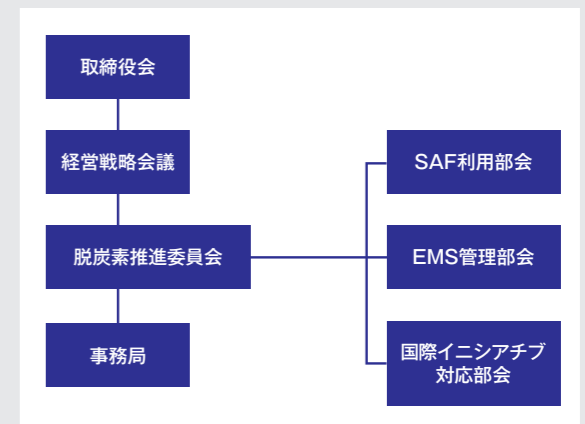 取締役会
経営戦略会議
脱炭素推進委員会
事務局
SAF利用部会
EMS管理部会
国際イニシアチブ
対応部会